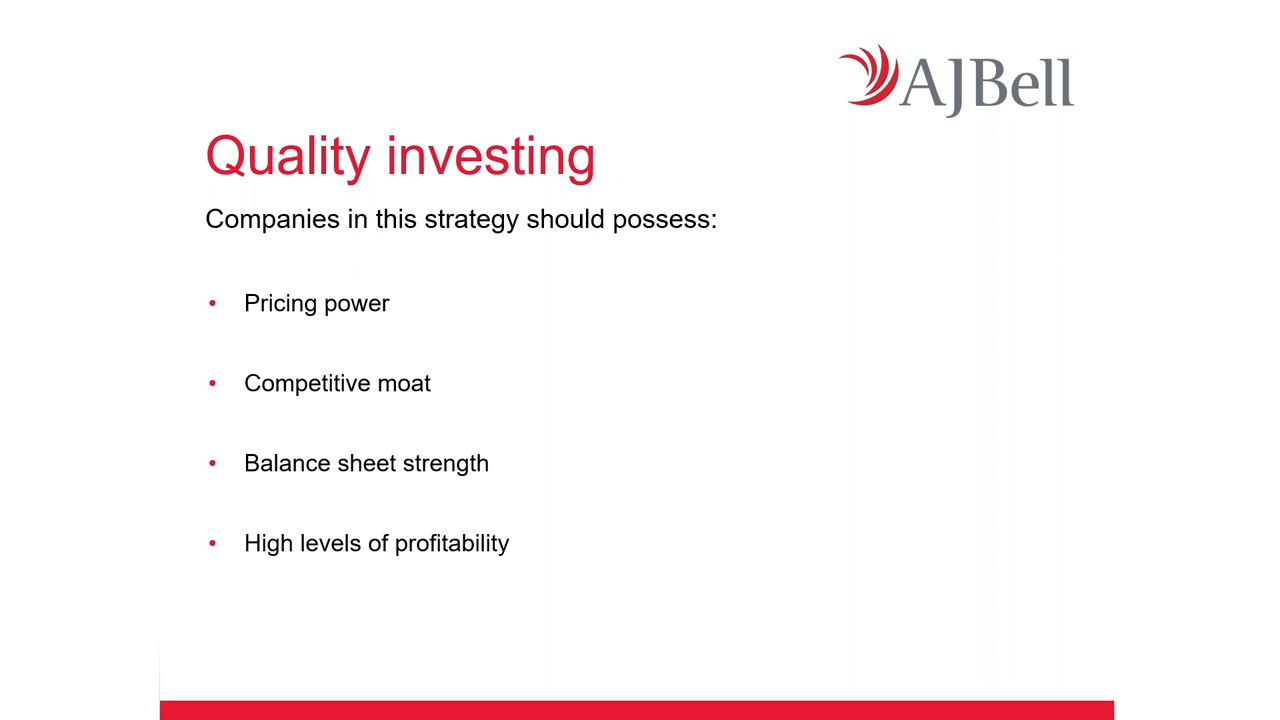 AJBell
Quality investing
Companies in this strategy should possess:
• Pricing power
• Competitive moat
• Balance sheet strength
• High levels of profitability